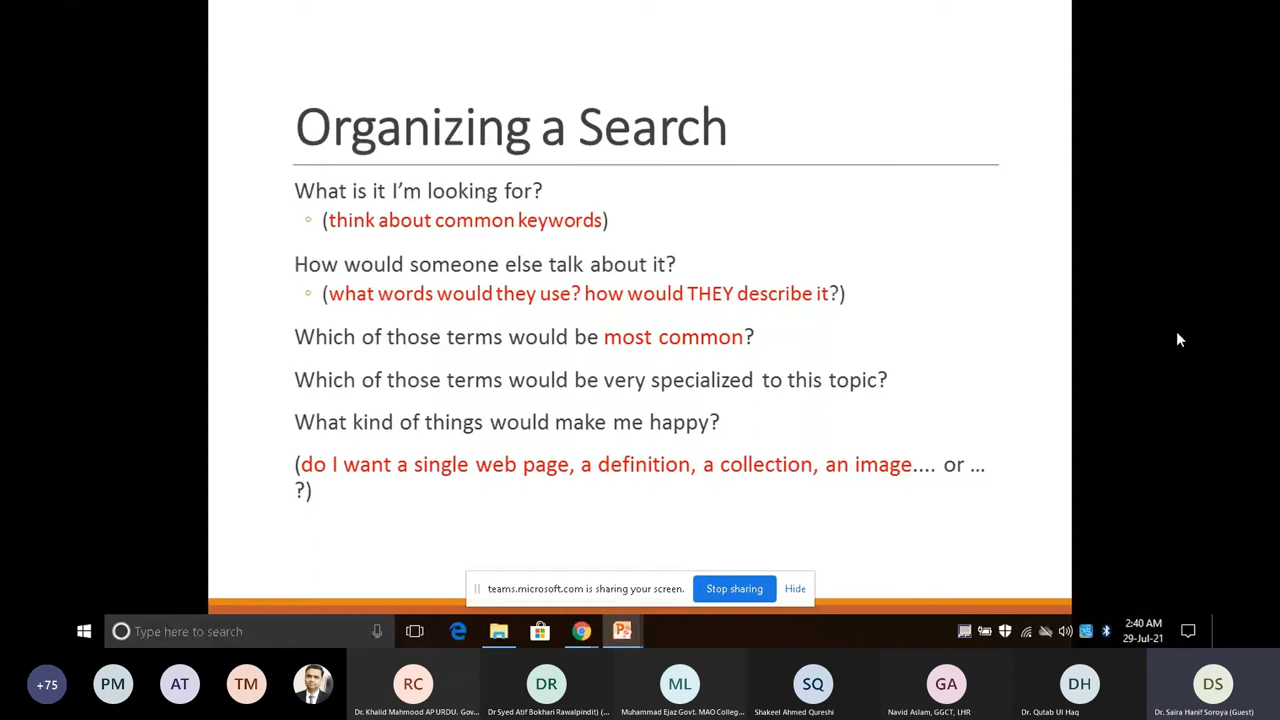 Organizing a Search
What is it I'm looking for?
(think about common keywords)
How would someone else talk about it?
(what words would they use? how would THEY describe it?)
Which of those terms would be most common?
Which of those terms would be very specialized to this topic?
What kind of things would make me happy?
(do I want a single web page, a definition, a collection, an image.... or …
?)
teams.microsoft.com is sharing your screen. Stop sharing Hide
Type here to search
2:40 AM
29-Jul-21
+75 PM AT TM RC DR ML SQ GA DH DS
Dr. Khalid Mahmood AP URDU. Gov... Dr Syed Atif Bokhari Rawalpindit) (... Muhammad Ejaz Govt. MAO Colleg... Shakeel Ahmed Qureshi Navid Aslam, GGCT, LHR Dr. Qutab Ul Haq Dr. Saira Hanif Soroya (Guest)